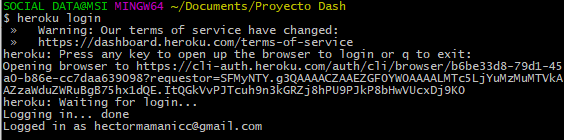 SOCIAL DATA@MSI MINGW64 ~/Documents/Proyecto Dash
$ heroku login
» Warning: Our terms of service have changed:
» https://dashboard.heroku.com/terms-of-service
heroku: Press any key to open up the browser to login or q to exit:
Opening browser to https://cli-auth.heroku.com/auth/cli/browser/b6be33d8-79d1-45
a0-b86e-cc7daa639098?requestor=SFMyNTY.g3QAAAACZAAEZGF0YW0AAAALMTc5LjYuMzMuMTVkA
AZzaWduZWRuBgB75hx1dQE.ItQGkVvPJTcuh9n3kGRZj8hPU9PJkP8bHwVUcxDj9KO
heroku: Waiting for login...
Logging in... done
Logged in as hectormamanicc@gmail.com